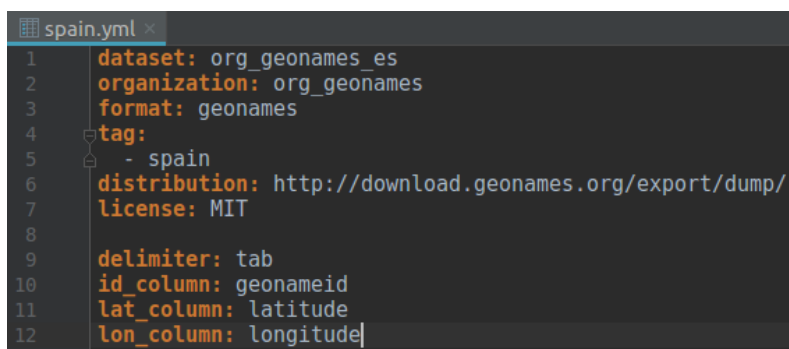 spain.yml ×
1 dataset: org_geonames_es
2 organization: org_geonames
3 format: geonames
4 tag:
5   - spain
6 distribution: http://download.geonames.org/export/dump/
7 license: MIT
8
9 delimiter: tab
10 id_column: geonameid
11 lat_column: latitude
12 lon_column: longitude